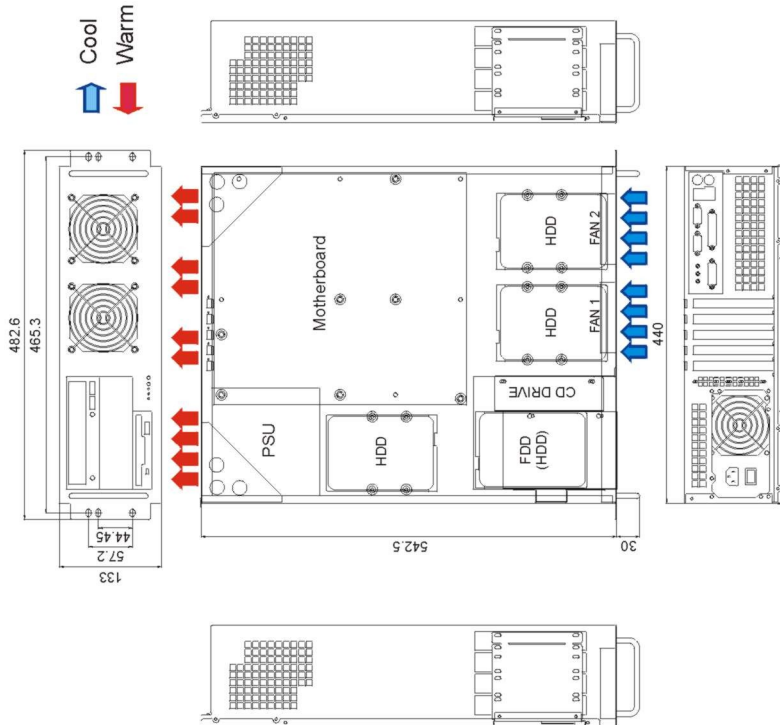 Cool
Warm
482.6
465.3
44.45
57.2
133
Motherboard
PSU
HDD
HDD
FAN 2
HDD
FAN 1
CD DRIVE
FDD
(HDD)
440
542.5
30